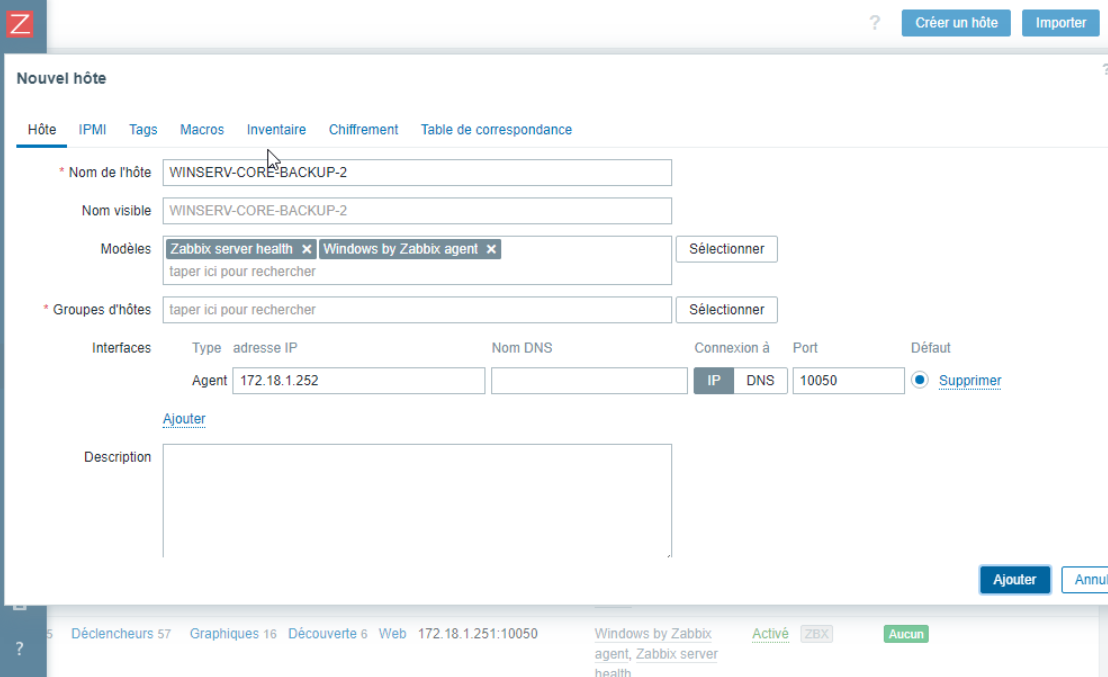 Z
?
Créer un hôte
Importer
Nouvel hôte
?
Hôte IPMI Tags Macros Inventaire Chiffrement Table de correspondance
* Nom de l'hôte WINSERV-CORE-BACKUP-2
Nom visible WINSERV-CORE-BACKUP-2
Modèles Zabbix server health × Windows by Zabbix agent × Sélectionner
taper ici pour rechercher
* Groupes d'hôtes taper ici pour rechercher Sélectionner
Interfaces Type adresse IP Nom DNS Connexion à Port Défaut
Agent 172.18.1.252 IP DNS 10050 Supprimer
Ajouter
Description
Ajouter Annul
5 Déclencheurs 57 Graphiques 16 Découverte 6 Web 172.18.1.251:10050 Windows by Zabbix Activé ZBX Aucun
? agent, Zabbix server
health